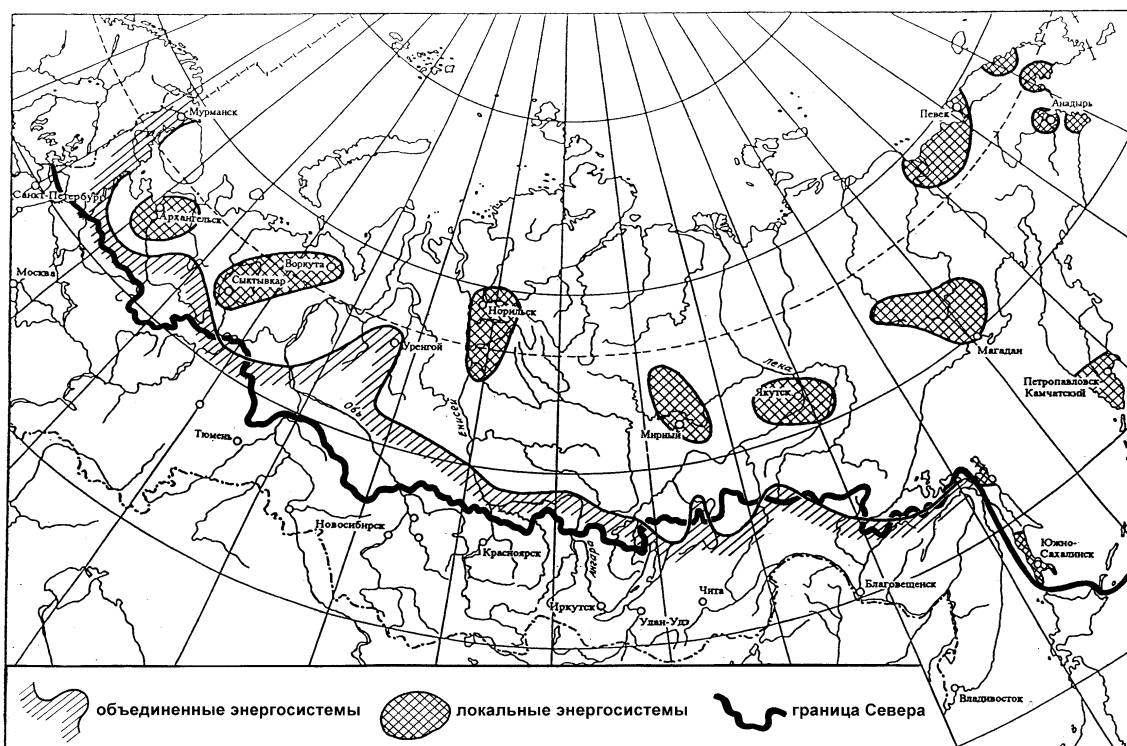 Мурманск
Певек
Анадырь
Санкт-Петербург
Архангельск
Москва
Воркута
Сыктывкар
Норильск
Уренгой
Магадан
Лена
Петропавловск-
Камчатский
Якутск
Обь
Енисей
Мирный
Тюмень
Новосибирск
Красноярск
Ангара
Южно-
Сахалинск
Благовещенск
Чита
Иркутск
Улан-Удэ
Владивосток
объединенные энергосистемы
локальные энергосистемы
граница Севера